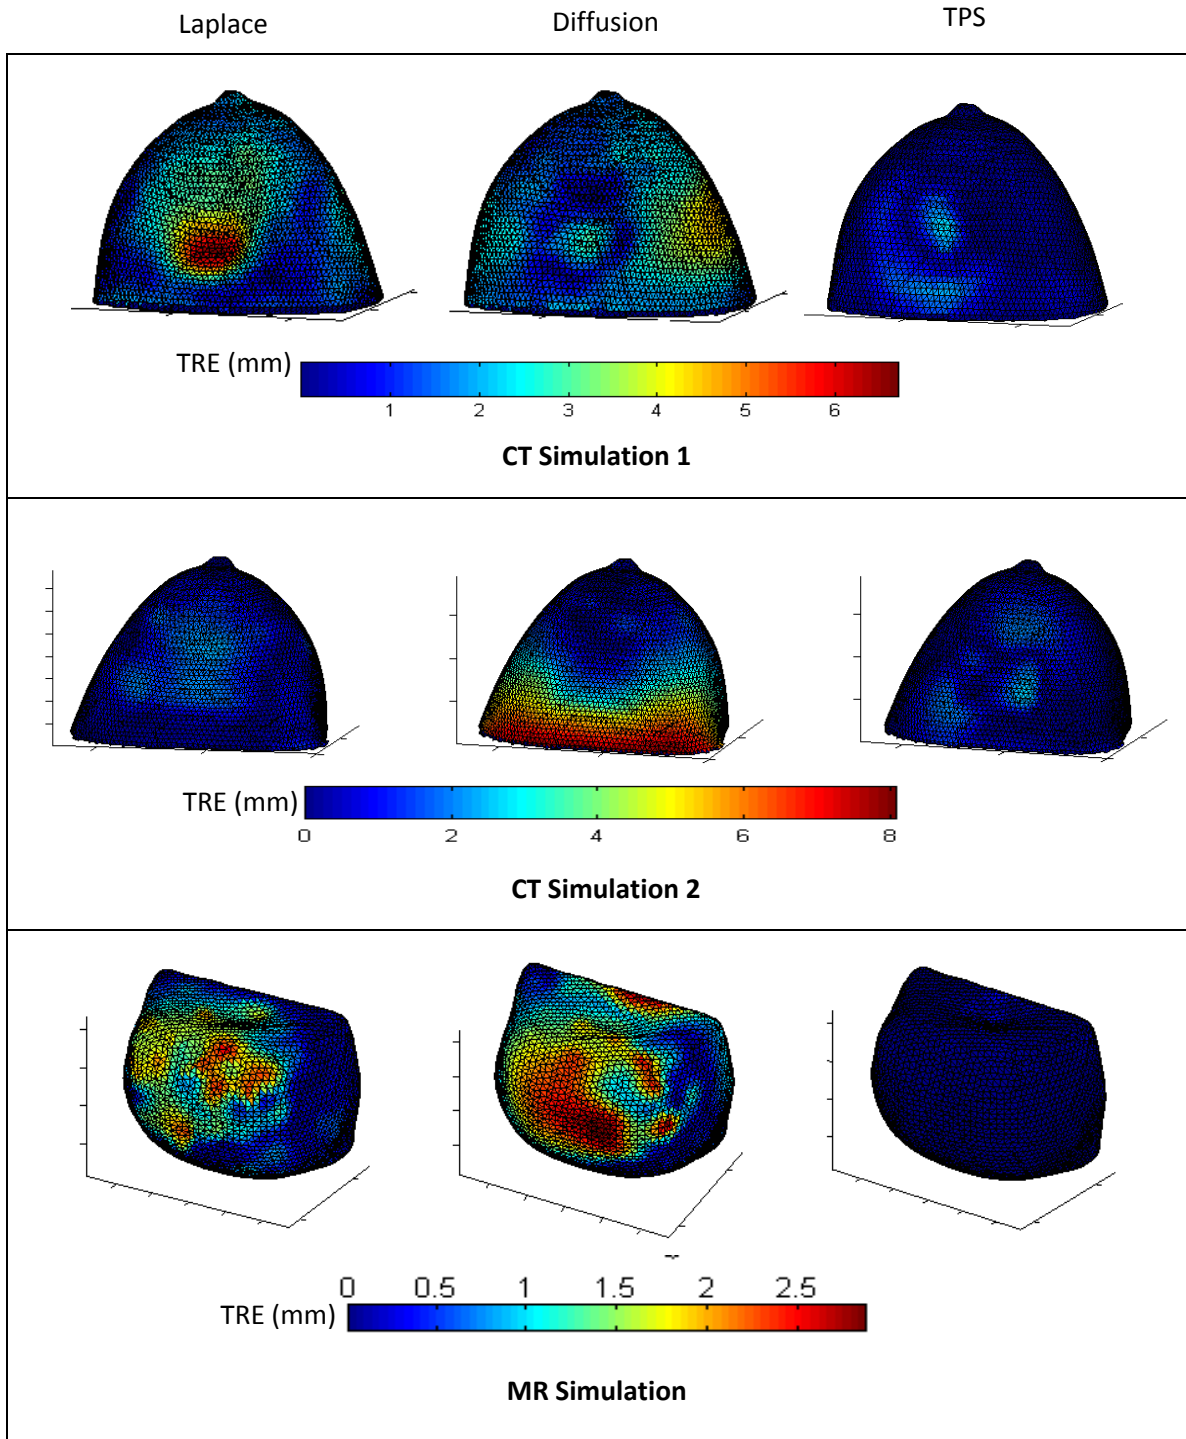 Laplace Diffusion TPS
TRE (mm)
1 2 3 4 5 6
CT Simulation 1
TRE (mm)
0 2 4 6 8
CT Simulation 2
0 0.5 1 1.5 2 2.5
TRE (mm)
MR Simulation